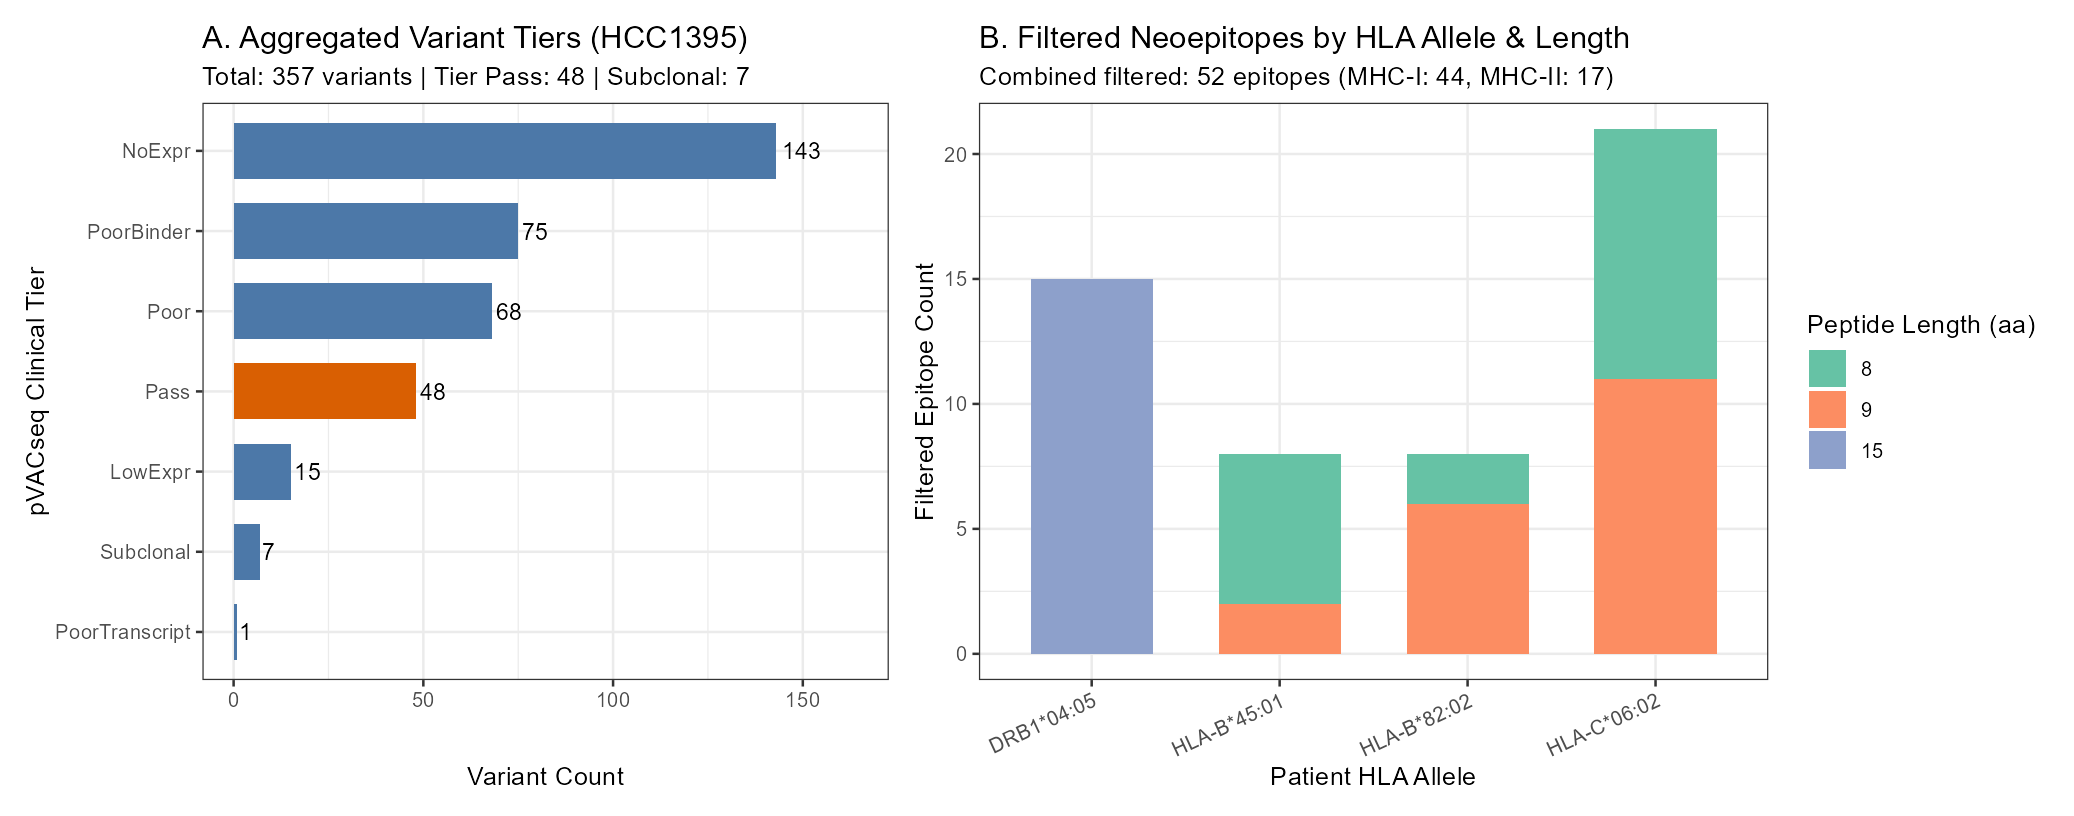 A. Aggregated Variant Tiers (HCC1395)
Total: 357 variants | Tier Pass: 48 | Subclonal: 7
pVACseq Clinical Tier
NoExpr
143
PoorBinder
75
Poor
68
Pass
48
LowExpr
15
Subclonal
7
PoorTranscript
1
0
50
100
150
Variant Count
B. Filtered Neoepitopes by HLA Allele & Length
Combined filtered: 52 epitopes (MHC-I: 44, MHC-II: 17)
Filtered Epitope Count
20
15
10
5
0
DRB1*04:05
HLA-B*45:01
HLA-B*82:02
HLA-C*06:02
Patient HLA Allele
Peptide Length (aa)
8
9
15